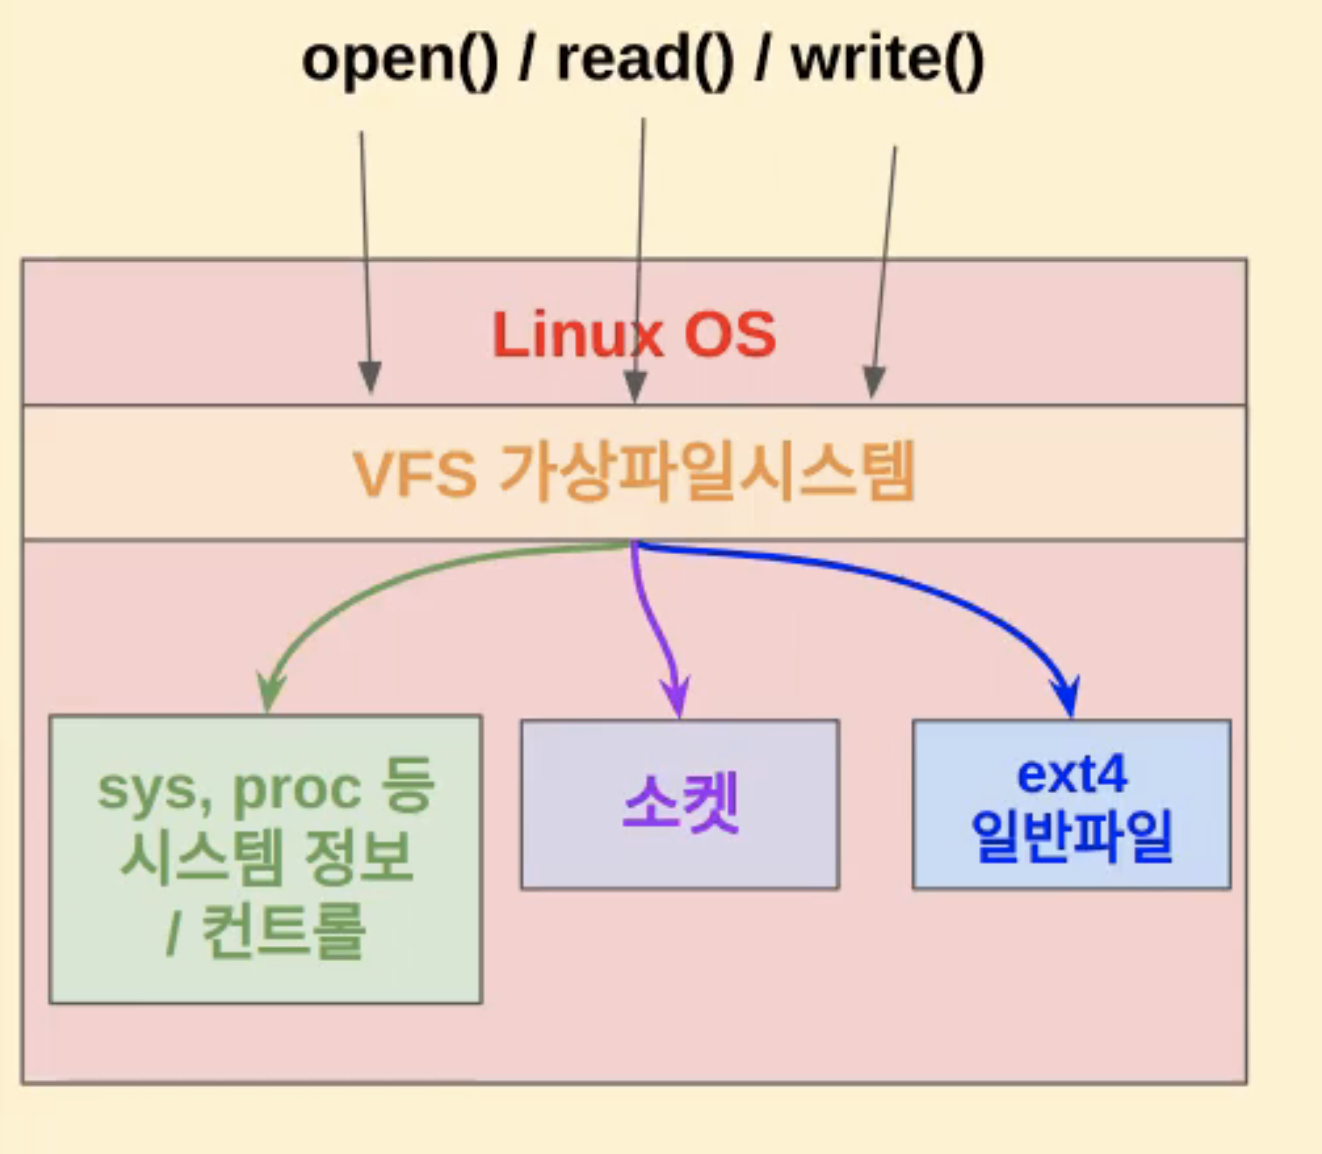 open() / read() / write()
Linux OS
VFS 가상파일시스템
sys, proc 등
시스템 정보
/ 컨트롤
소켓
ext4
일반파일